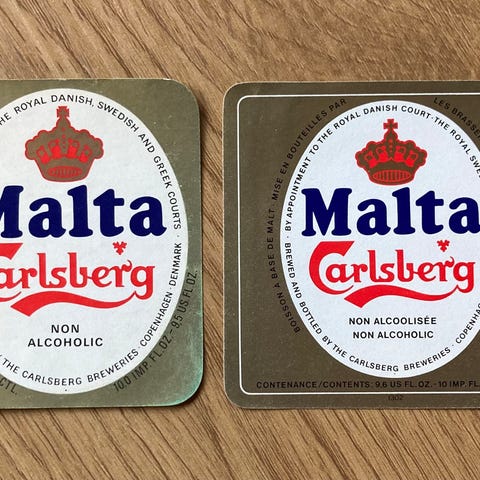 THE ROYAL DANISH, SWEDISH AND GREEK COURTS
Malta
Carlsberg
NON
ALCOHOLIC
BY THE CARLSBERG BREWERIES · COPENHAGEN · DENMARK ·
CTL.
10.0 IMP. FL. OZ - 9.5 US FL. OZ.
BOISSON A BASE DE MALT · MISE EN BOUTEILLES PAR
LES BRASSE
BY APPOINTMENT TO THE ROYAL DANISH COURT · THE ROYAL SWE
Malta
Carlsberg
NON ALCOOLISÉE
NON ALCOHOLIC
BREWED AND BOTTLED BY THE CARLSBERG BREWERIES · COPENH
CONTENANCE/CONTENTS: 9,6 US FL. OZ. - 10 IMP. FL.
1302